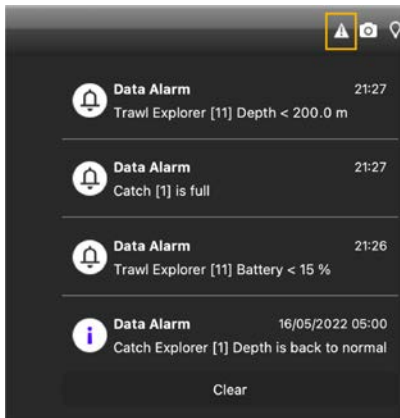 Data Alarm 21:27
Trawl Explorer [11] Depth < 200.0 m
Data Alarm 21:27
Catch [1] is full
Data Alarm 21:26
Trawl Explorer [11] Battery < 15 %
Data Alarm 16/05/2022 05:00
Catch Explorer [1] Depth is back to normal
Clear